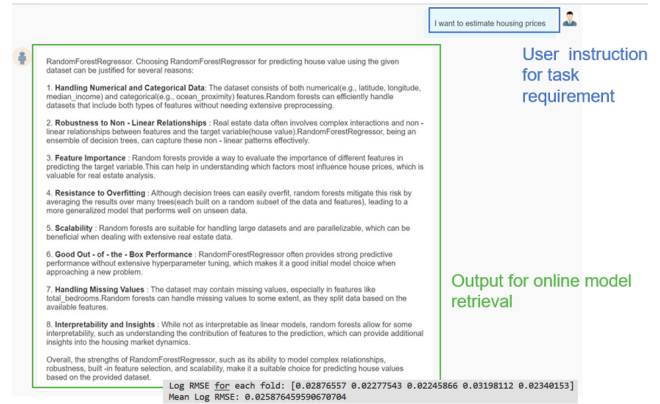 I want to estimate housing prices
User instruction
for task
requirement
RandomForestRegressor. Choosing RandomForestRegressor for predicting house value using the given
dataset can be justified for several reasons:
1. Handling Numerical and Categorical Data: The dataset consists of both numerical(e.g., latitude, longitude,
median_income) and categorical(e.g., ocean_proximity) features.Random forests can efficiently handle
datasets that include both types of features without needing extensive preprocessing.
2. Robustness to Non - Linear Relationships : Real estate data often involves complex interactions and non -
linear relationships between features and the target variable(house value).RandomForestRegressor, being an
ensemble of decision trees, can capture these non - linear patterns effectively.
3. Feature Importance : Random forests provide a way to evaluate the importance of different features in
predicting the target variable.This can help in understanding which factors most influence house prices, which is
valuable for real estate analysis.
4. Resistance to Overfitting : Although decision trees can easily overfit, random forests mitigate this risk by
averaging the results over many trees(each built on a random subset of the data and features), leading to a
more generalized model that performs well on unseen data.
5. Scalability : Random forests are suitable for handling large datasets and are parallelizable, which can be
beneficial when dealing with extensive real estate data.
6. Good Out - of - the - Box Performance : RandomForestRegressor often provides strong predictive
performance without extensive hyperparameter tuning, which makes it a good initial model choice when
approaching a new problem.
7. Handling Missing Values : The dataset may contain missing values, especially in features like
total_bedrooms.Random forests can handle missing values to some extent, as they split data based on the
available features.
8. Interpretability and Insights : While not as interpretable as linear models, random forests allow for some
interpretability, such as understanding the contribution of features to the prediction, which can provide additional
insights into the housing market dynamics.
Overall, the strengths of RandomForestRegressor, such as its ability to model complex relationships,
robustness, built -in feature selection, and scalability, make it a suitable choice for predicting house values
based on the provided dataset.
Output for online model
retrieval
Log RMSE for each fold: [0.02876557 0.02277543 0.02245866 0.03198112 0.02340153]
Mean Log RMSE: 0.025876459590670704